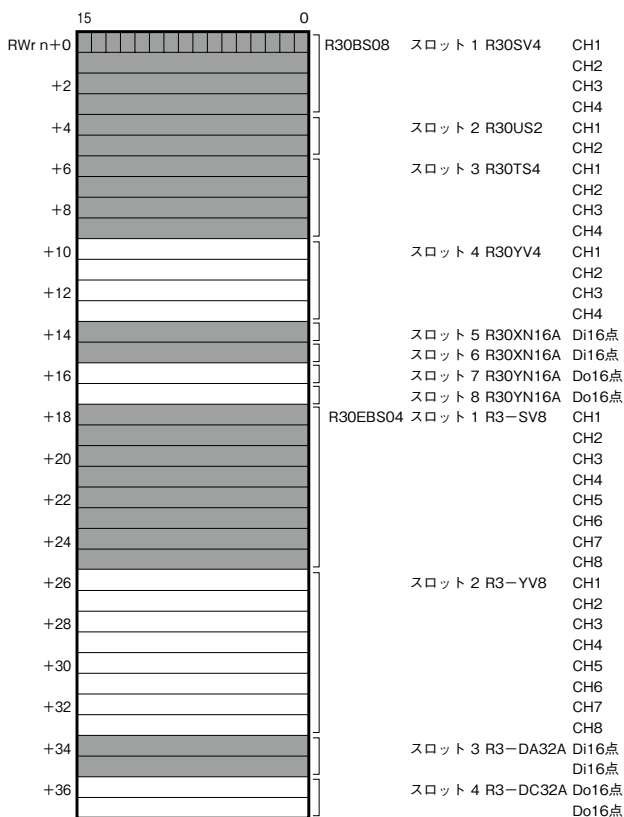 15 0
RWr n+0 R30BS08 スロット 1 R30SV4 CH1
CH2
+2 CH3
CH4
+4 スロット 2 R30US2 CH1
CH2
+6 スロット 3 R30TS4 CH1
CH2
+8 CH3
CH4
+10 スロット 4 R30YV4 CH1
CH2
+12 CH3
CH4
+14 スロット 5 R30XN16A Di16点
スロット 6 R30XN16A Di16点
+16 スロット 7 R30YN16A Do16点
スロット 8 R30YN16A Do16点
+18 R30EBS04 スロット 1 R3－SV8 CH1
CH2
+20 CH3
CH4
+22 CH5
CH6
+24 CH7
CH8
+26 スロット 2 R3－YV8 CH1
CH2
+28 CH3
CH4
+30 CH5
CH6
+32 CH7
CH8
+34 スロット 3 R3－DA32A Di16点
Di16点
+36 スロット 4 R3－DC32A Do16点
Do16点